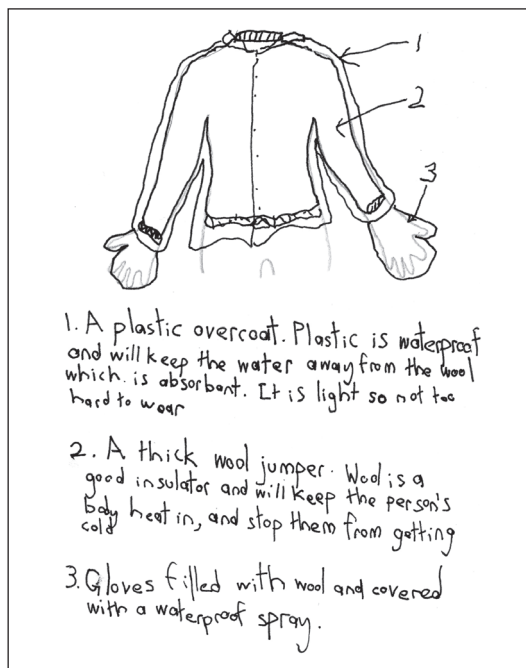 1
2
3
1. A plastic overcoat. Plastic is waterproof
and will keep the water away from the wool
which is absorbant. It is light so not too
hard to wear
2. A thick wool jumper. Wool is a
good insulator and will keep the person's
body heat in, and stop them from getting
cold
3. Gloves filled with wool and covered
with a waterproof spray.